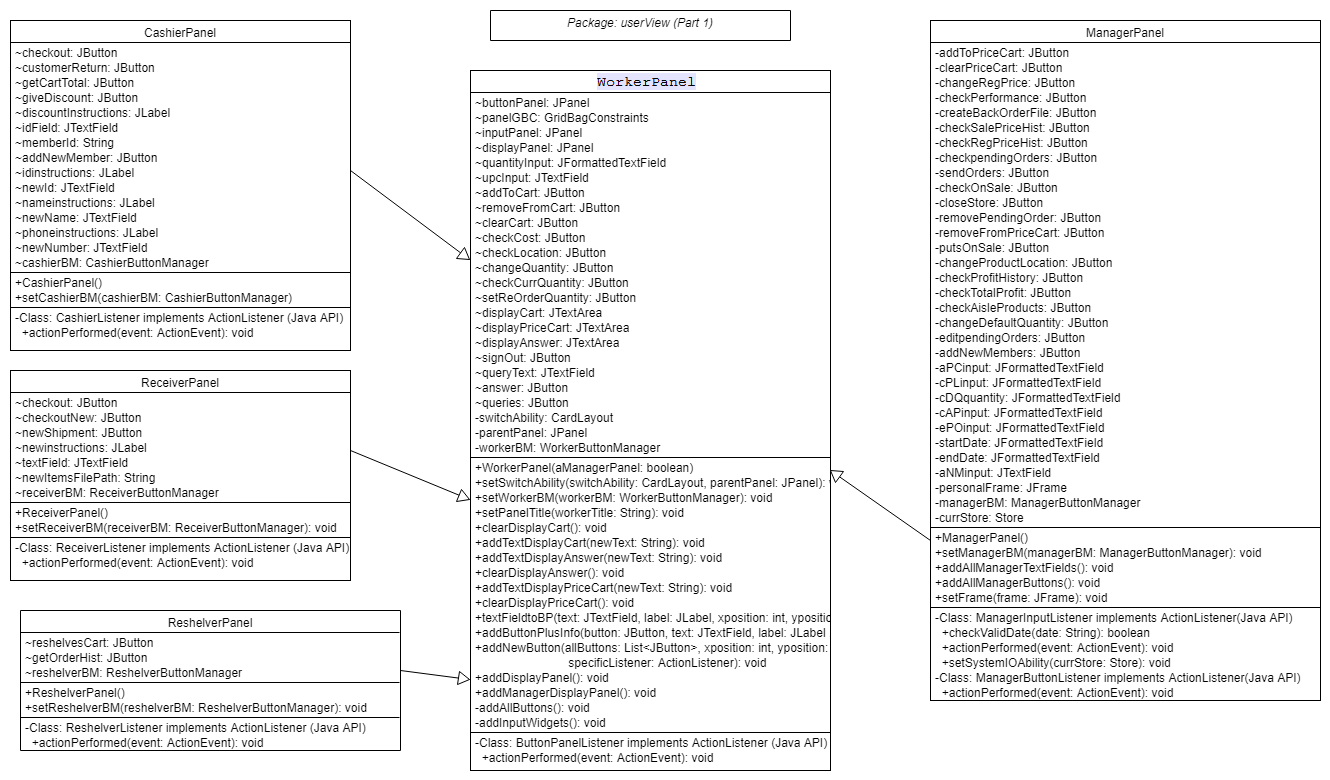 CashierPanel
~checkout: JButton
~customerReturn: JButton
~getCartTotal: JButton
~giveDiscount: JButton
~discountInstructions: JLabel
~idField: JTextField
~memberId: String
~addNewMember: JButton
~idinstructions: JLabel
~newId: JTextField
~nameinstructions: JLabel
~newName: JTextField
~phoneinstructions: JLabel
~newNumber: JTextField
~cashierBM: CashierButtonManager
+CashierPanel()
+setCashierBM(cashierBM: CashierButtonManager)
-Class: CashierListener implements ActionListener (Java API)
+actionPerformed(event: ActionEvent): void
ReceiverPanel
~checkout: JButton
~checkoutNew: JButton
~newShipment: JButton
~newinstructions: JLabel
~textField: JTextField
~newItemsFilePath: String
~receiverBM: ReceiverButtonManager
+ReceiverPanel()
+setReceiverBM(receiverBM: ReceiverButtonManager): void
-Class: ReceiverListener implements ActionListener (Java API)
+actionPerformed(event: ActionEvent): void
ReshelverPanel
~reshelvesCart: JButton
~getOrderHist: JButton
~reshelverBM: ReshelverButtonManager
+ReshelverPanel()
+setReshelverBM(reshelverBM: ReshelverButtonManager): void
-Class: ReshelverListener implements ActionListener (Java API)
+actionPerformed(event: ActionEvent): void
Package: userView (Part 1)
WorkerPanel
~buttonPanel: JPanel
~panelGBC: GridBagConstraints
~inputPanel: JPanel
~displayPanel: JPanel
~quantityInput: JFormattedTextField
~upcInput: JTextField
~addToCart: JButton
~removeFromCart: JButton
~clearCart: JButton
~checkCost: JButton
~checkLocation: JButton
~changeQuantity: JButton
~checkCurrQuantity: JButton
~setReOrderQuantity: JButton
~displayCart: JTextArea
~displayPriceCart: JTextArea
~displayAnswer: JTextArea
~signOut: JButton
~queryText: JTextField
~answer: JButton
~queries: JButton
-switchAbility: CardLayout
-parentPanel: JPanel
-workerBM: WorkerButtonManager
+WorkerPanel(aManagerPanel: boolean)
+setSwitchAbility(switchAbility: CardLayout, parentPanel: JPanel):
+setWorkerBM(workerBM: WorkerButtonManager): void
+setPanelTitle(workerTitle: String): void
+clearDisplayCart(): void
+addTextDisplayCart(newText: String): void
+addTextDisplayAnswer(newText: String): void
+clearDisplayAnswer(): void
+addTextDisplayPriceCart(newText: String): void
+clearDisplayPriceCart(): void
+textFieldtoBP(text: JTextField, label: JLabel, xposition: int, ypositio
+addButtonPlusInfo(button: JButton, text: JTextField, label: JLabel
+addNewButton(allButtons: List<JButton>, xposition: int, yposition:
specificListener: ActionListener): void
+addDisplayPanel(): void
+addManagerDisplayPanel(): void
-addAllButtons(): void
-addInputWidgets(): void
-Class: ButtonPanelListener implements ActionListener (Java API)
+actionPerformed(event: ActionEvent): void
ManagerPanel
-addToPriceCart: JButton
-clearPriceCart: JButton
-changeRegPrice: JButton
-checkPerformance: JButton
-createBackOrderFile: JButton
-checkSalePriceHist: JButton
-checkRegPriceHist: JButton
-checkpendingOrders: JButton
-sendOrders: JButton
-checkOnSale: JButton
-closeStore: JButton
-removePendingOrder: JButton
-removeFromPriceCart: JButton
-putsOnSale: JButton
-changeProductLocation: JButton
-checkProfitHistory: JButton
-checkTotalProfit: JButton
-checkAisleProducts: JButton
-changeDefaultQuantity: JButton
-editpendingOrders: JButton
-addNewMembers: JButton
-aPCinput: JFormattedTextField
-cPLinput: JFormattedTextField
-cDQquantity: JFormattedTextField
-cAPinput: JFormattedTextField
-ePOinput: JFormattedTextField
-startDate: JFormattedTextField
-endDate: JFormattedTextField
-aNMinput: JTextField
-personalFrame: JFrame
-managerBM: ManagerButtonManager
-currStore: Store
+ManagerPanel()
+setManagerBM(managerBM: ManagerButtonManager): void
+addAllManagerTextFields(): void
+addAllManagerButtons(): void
+setFrame(frame: JFrame): void
-Class: ManagerInputListener implements ActionListener(Java API)
+checkValidDate(date: String): boolean
+actionPerformed(event: ActionEvent): void
+setSystemIOAbility(currStore: Store): void
-Class: ManagerButtonListener implements ActionListener(Java API)
+actionPerformed(event: ActionEvent): void